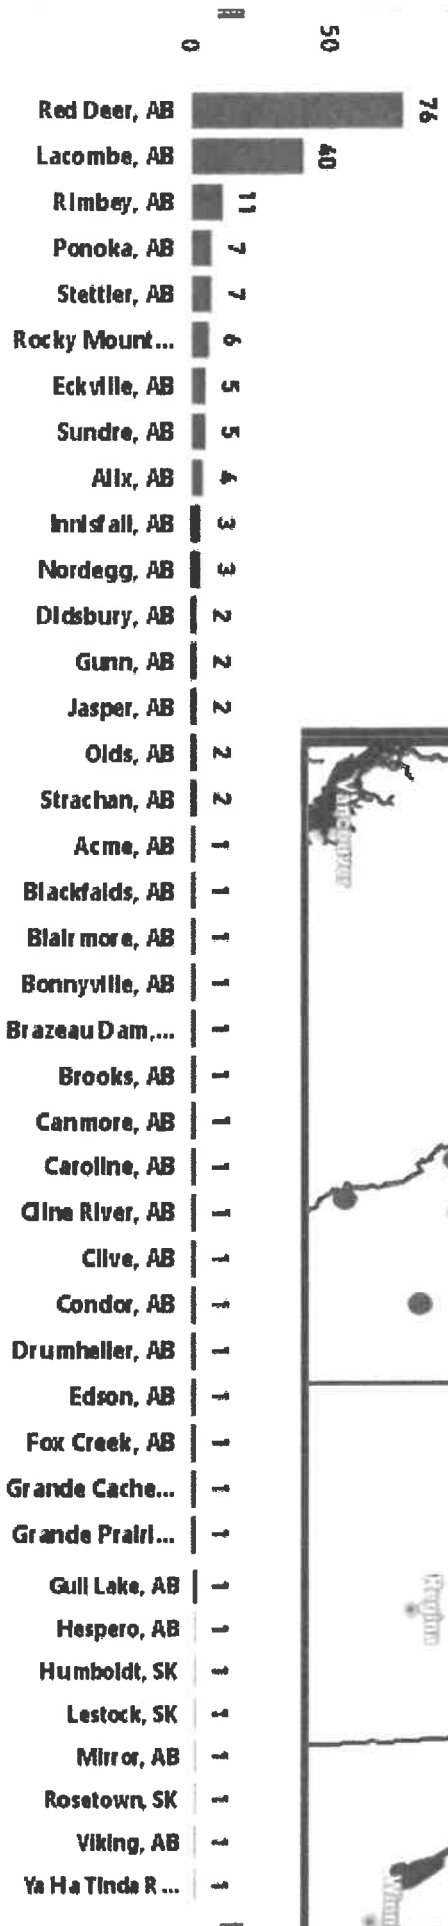 0 50
Red Deer, AB 76
Lacombe, AB 40
Rimbey, AB 11
Ponoka, AB 7
Stettler, AB 7
Rocky Mount... 6
Eckville, AB 5
Sundre, AB 5
Alix, AB 4
Innisfail, AB 3
Nordegg, AB 3
Didsbury, AB 2
Gunn, AB 2
Jasper, AB 2
Olds, AB 2
Strachan, AB 2
Acme, AB 1
Blackfalds, AB 1
Blairmore, AB 1
Bonnyville, AB 1
Brazeau Dam,... 1
Brooks, AB 1
Canmore, AB 1
Caroline, AB 1
Cline River, AB 1
Clive, AB 1
Condor, AB 1
Drumheller, AB 1
Edson, AB 1
Fox Creek, AB 1
Grande Cache... 1
Grande Prairi... 1
Gull Lake, AB 1
Hespero, AB 1
Humboldt, SK 1
Lestock, SK 1
Mirror, AB 1
Rosetown, SK 1
Viking, AB 1
Ya Ha Tinda R... 1
Vancouver
Regina